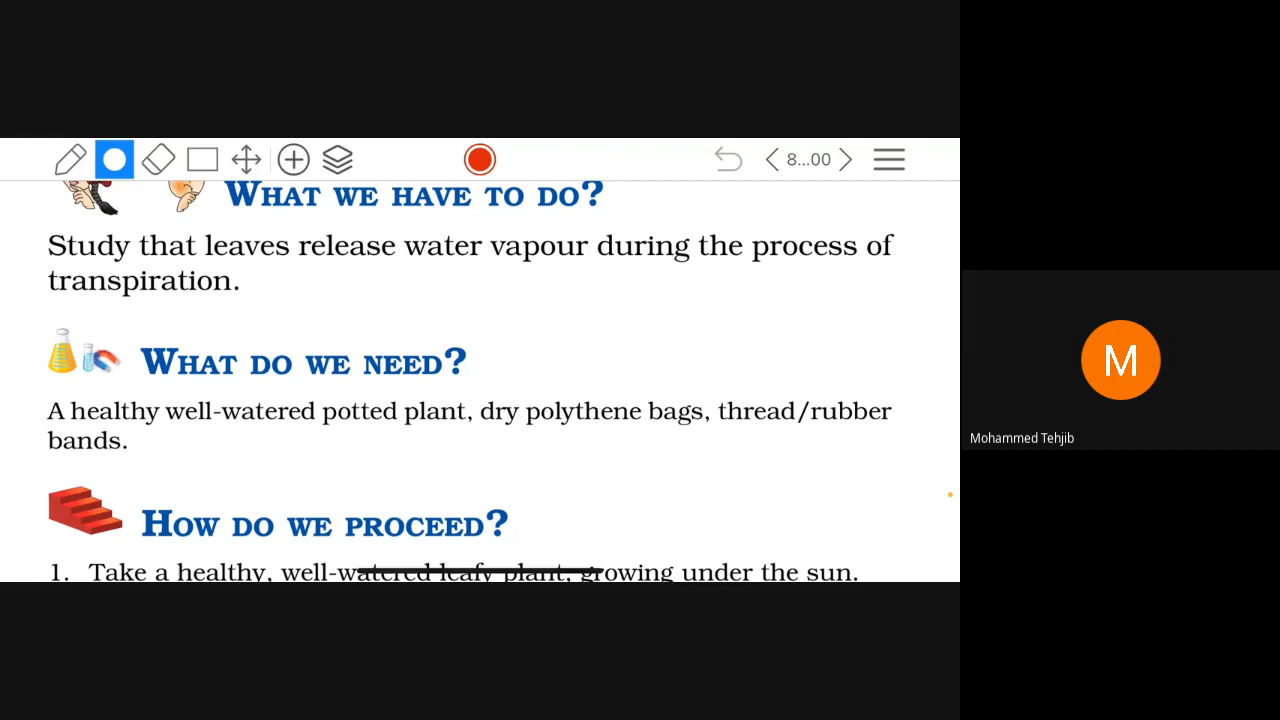 8...00
WHAT WE HAVE TO DO?
Study that leaves release water vapour during the process of
transpiration.
WHAT DO WE NEED?
A healthy well-watered potted plant, dry polythene bags, thread/rubber
bands.
HOW DO WE PROCEED?
1. Take a healthy, well-watered leafy plant, growing under the sun.
M
Mohammed Tehjib